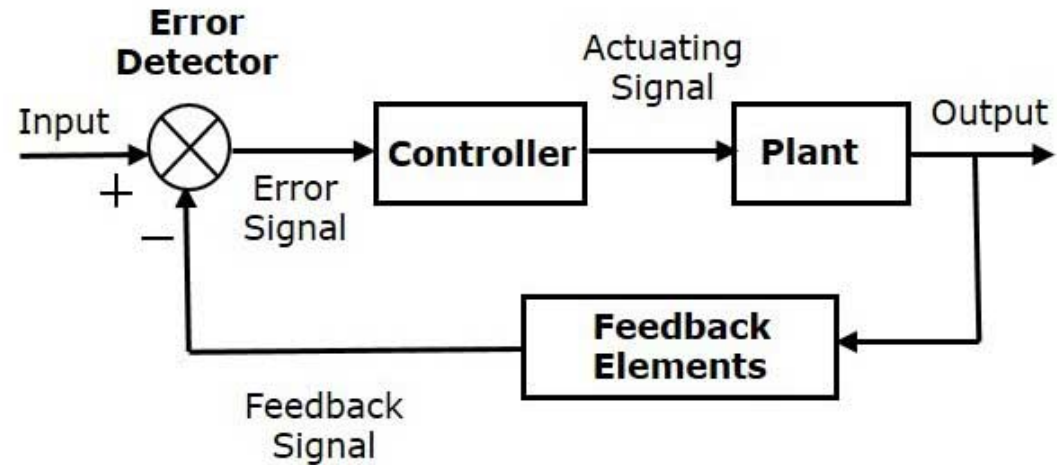 Error
Detector
Input
+
−
Error
Signal
Controller
Actuating
Signal
Plant
Output
Feedback
Elements
Feedback
Signal